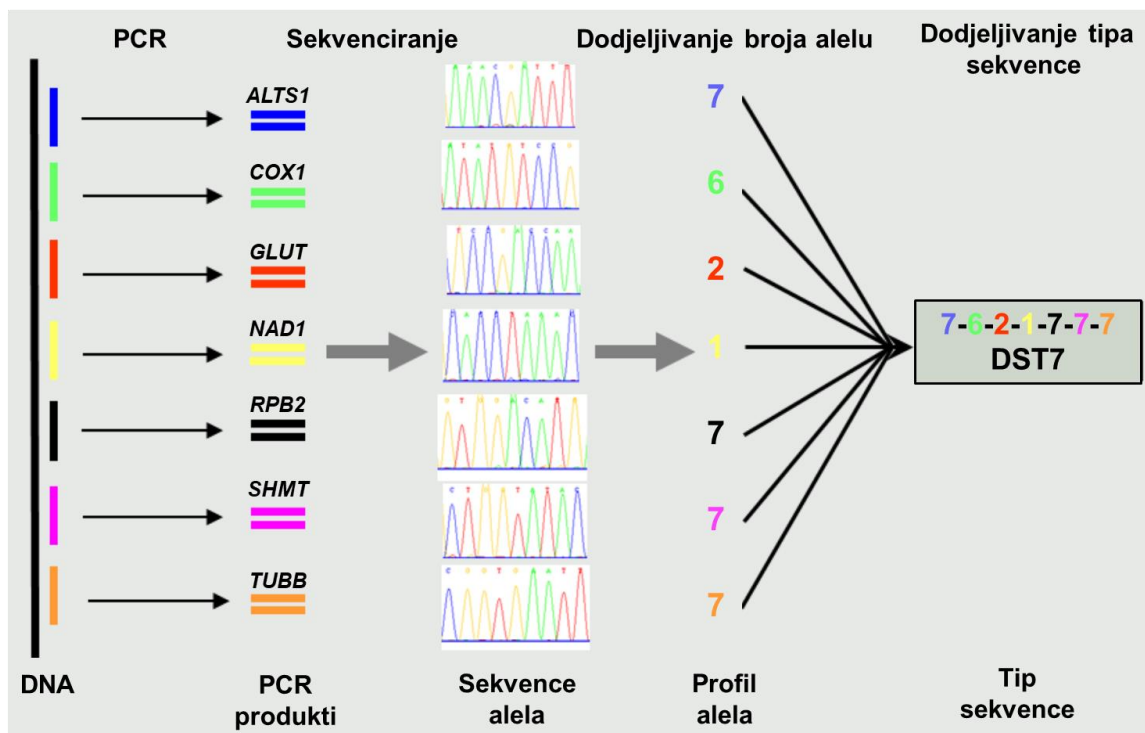 PCR
Sekvenciranje
Dodjeljivanje broja alelu
Dodjeljivanje tipa
sekvence
ALTS1
7
COX1
6
GLUT
2
NAD1
1
7-6-2-1-7-7-7
DST7
RPB2
7
SHMT
7
TUBB
7
DNA
PCR
produkti
Sekvence
alela
Profil
alela
Tip
sekvence